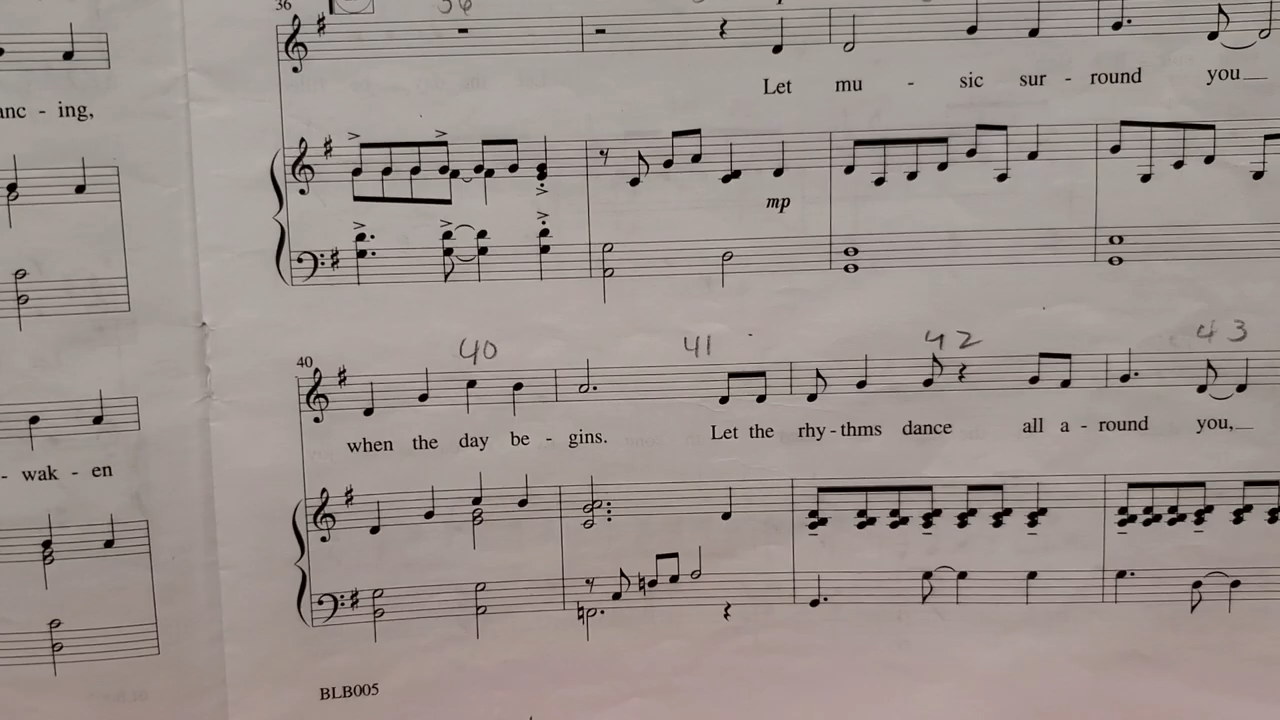 36
36
anc - ing,
Let mu - sic sur - round you
mp
40
40 41 42 43
when the day be - gins. Let the rhy - thms dance all a - round you,
- wak - en
BLB005